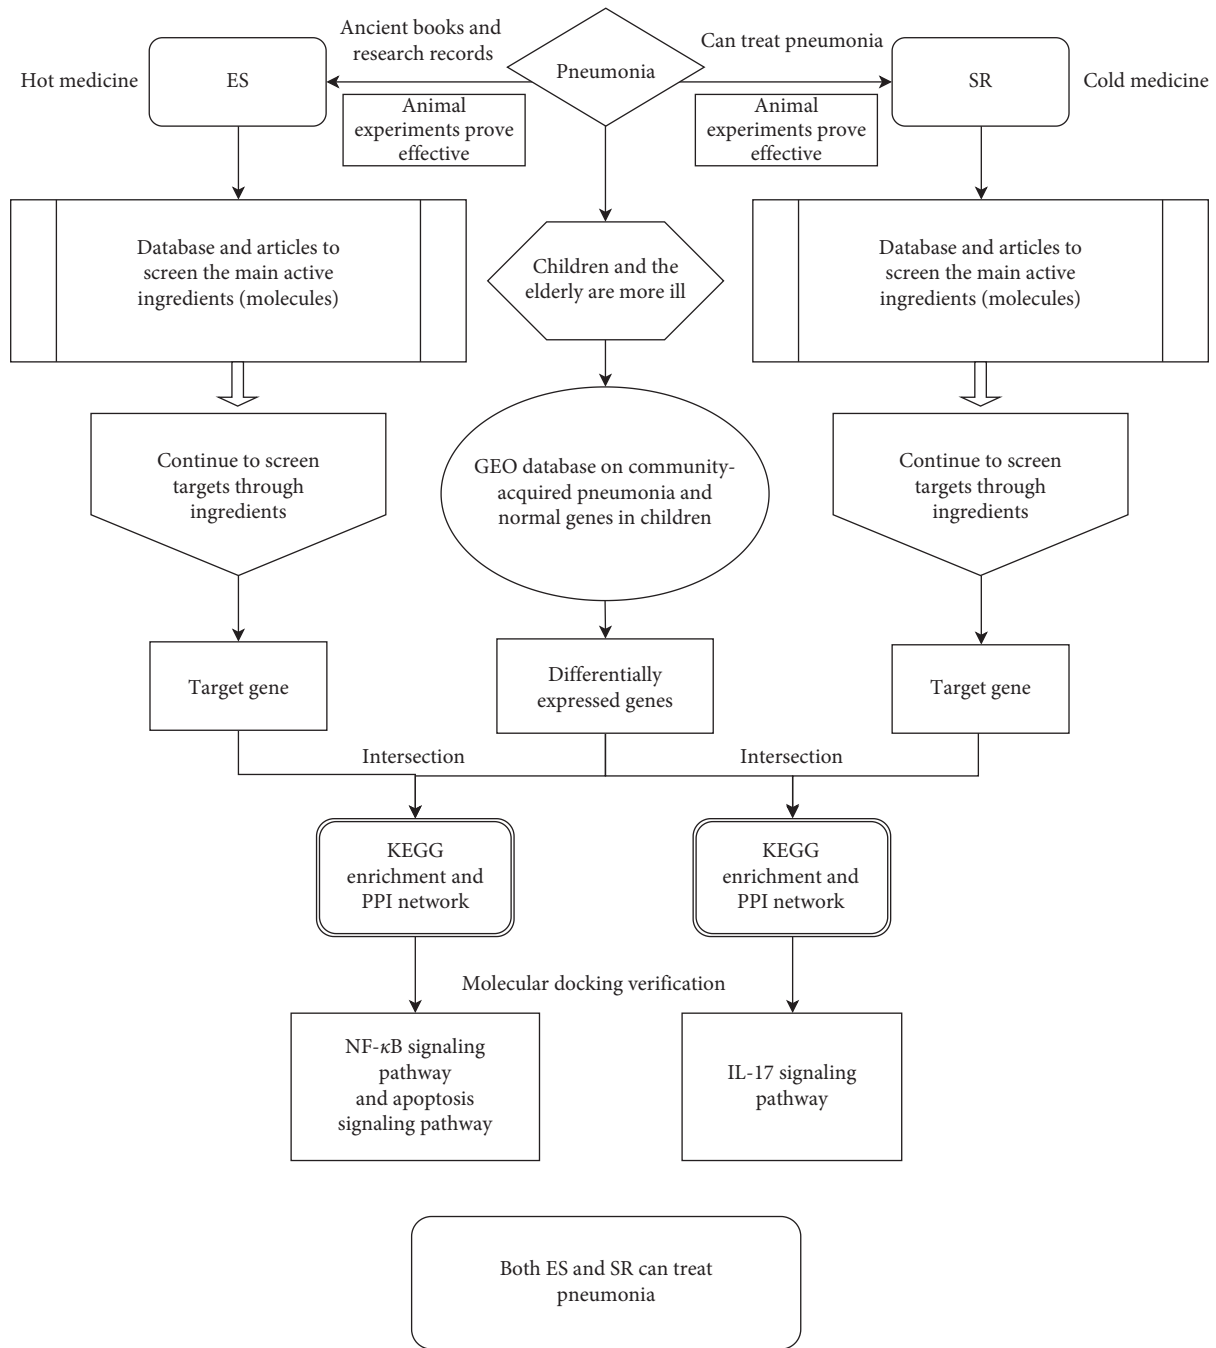 Ancient books and
research records
Pneumonia
Can treat pneumonia
Hot medicine
ES
SR
Cold medicine
Animal
experiments prove
effective
Animal
experiments prove
effective
Database and articles to
screen the main active
ingredients (molecules)
Children and the
elderly are more ill
Database and articles to
screen the main active
ingredients (molecules)
Continue to screen
targets through
ingredients
GEO database on community-
acquired pneumonia and
normal genes in children
Continue to screen
targets through
ingredients
Target gene
Differentially
expressed genes
Target gene
Intersection
Intersection
KEGG
enrichment and
PPI network
KEGG
enrichment and
PPI network
Molecular docking verification
NF-κB signaling
pathway
and apoptosis
signaling pathway
IL-17 signaling
pathway
Both ES and SR can treat
pneumonia